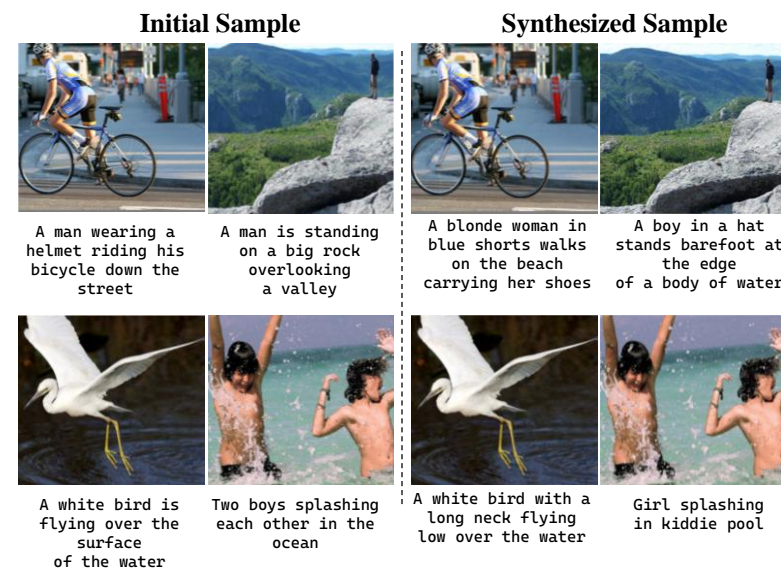 Initial Sample
Synthesized Sample
A man wearing a
helmet riding his
bicycle down the
street
A man is standing
on a big rock
overlooking
a valley
A blonde woman in
blue shorts walks
on the beach
carrying her shoes
A boy in a hat
stands barefoot at
the edge
of a body of water
A white bird is
flying over the
surface
of the water
Two boys splashing
each other in the
ocean
A white bird with a
long neck flying
low over the water
Girl splashing
in kiddie pool